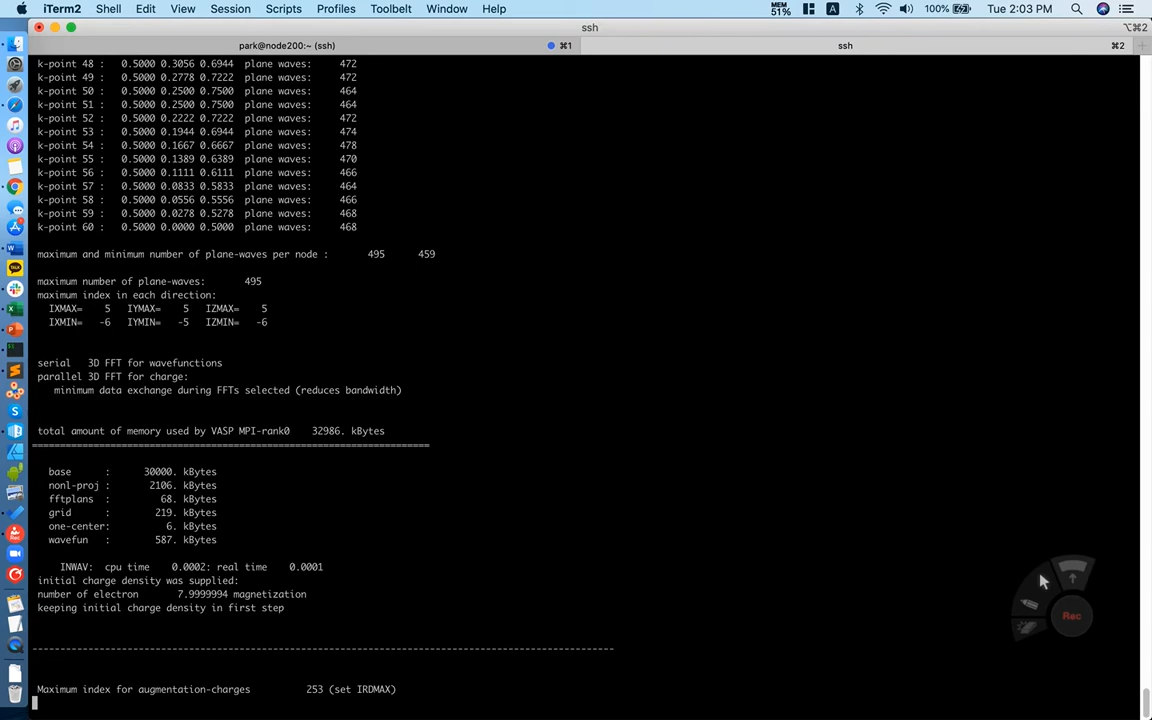 iTerm2 Shell Edit View Session Scripts Profiles Toolbelt Window Help MEM 51% A 100% Tue 2:03 PM
ssh ⌥⌘2
park@node200:~ (ssh) ⌘1 ssh ⌘2
k-point 48 : 0.5000 0.3056 0.6944 plane waves: 472
k-point 49 : 0.5000 0.2778 0.7222 plane waves: 472
k-point 50 : 0.5000 0.2500 0.7500 plane waves: 464
k-point 51 : 0.5000 0.2500 0.7500 plane waves: 464
k-point 52 : 0.5000 0.2222 0.7222 plane waves: 472
k-point 53 : 0.5000 0.1944 0.6944 plane waves: 474
k-point 54 : 0.5000 0.1667 0.6667 plane waves: 478
k-point 55 : 0.5000 0.1389 0.6389 plane waves: 470
k-point 56 : 0.5000 0.1111 0.6111 plane waves: 466
k-point 57 : 0.5000 0.0833 0.5833 plane waves: 464
k-point 58 : 0.5000 0.0556 0.5556 plane waves: 466
k-point 59 : 0.5000 0.0278 0.5278 plane waves: 468
k-point 60 : 0.5000 0.0000 0.5000 plane waves: 468
maximum and minimum number of plane-waves per node : 495 459
maximum number of plane-waves: 495
maximum index in each direction:
IXMAX= 5 IYMAX= 5 IZMAX= 5
IXMIN= -6 IYMIN= -5 IZMIN= -6
serial 3D FFT for wavefunctions
parallel 3D FFT for charge:
minimum data exchange during FFTs selected (reduces bandwidth)
total amount of memory used by VASP MPI-rank0 32986. kBytes
=======================================================================
base : 30000. kBytes
nonl-proj : 2106. kBytes
fftplans : 68. kBytes
grid : 219. kBytes
one-center: 6. kBytes
wavefun : 587. kBytes
INWAV: cpu time 0.0002: real time 0.0001
initial charge density was supplied:
number of electron 7.9999994 magnetization
keeping initial charge density in first step
--------------------------------------------------------------------------------------------------------
Maximum index for augmentation-charges 253 (set IRDMAX)
Rec